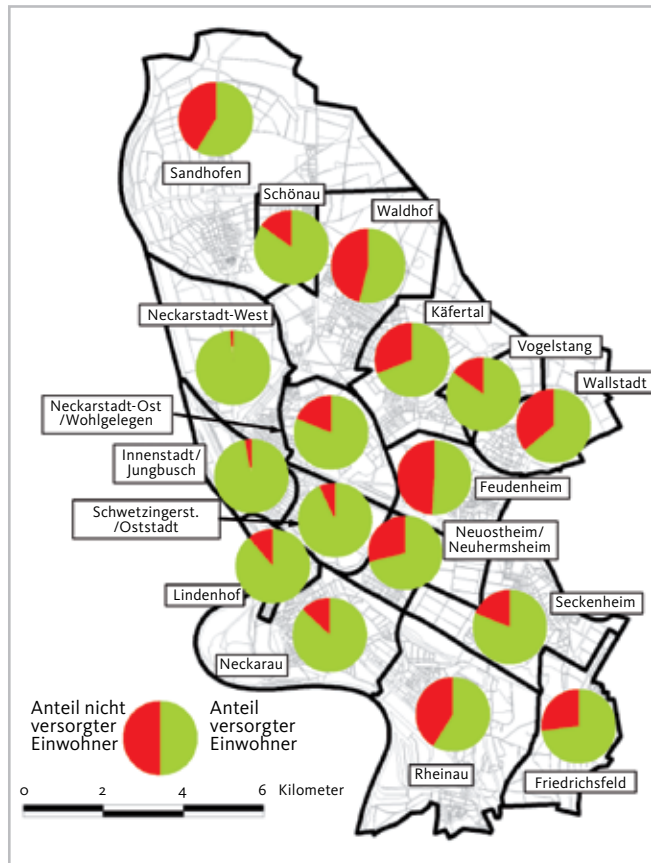 Sandhofen
Schönau
Waldhof
Neckarstadt-West
Käfertal
Vogelstang
Wallstadt
Neckarstadt-Ost
/Wohlgelegen
Innenstadt/
Jungbusch
Feudenheim
Schwetzingerst.
/Oststadt
Neuostheim/
Neuhermsheim
Lindenhof
Seckenheim
Neckarau
Anteil nicht
versorgter
Einwohner
Anteil
versorgter
Einwohner
0 2 4 6 Kilometer
Rheinau
Friedrichsfeld